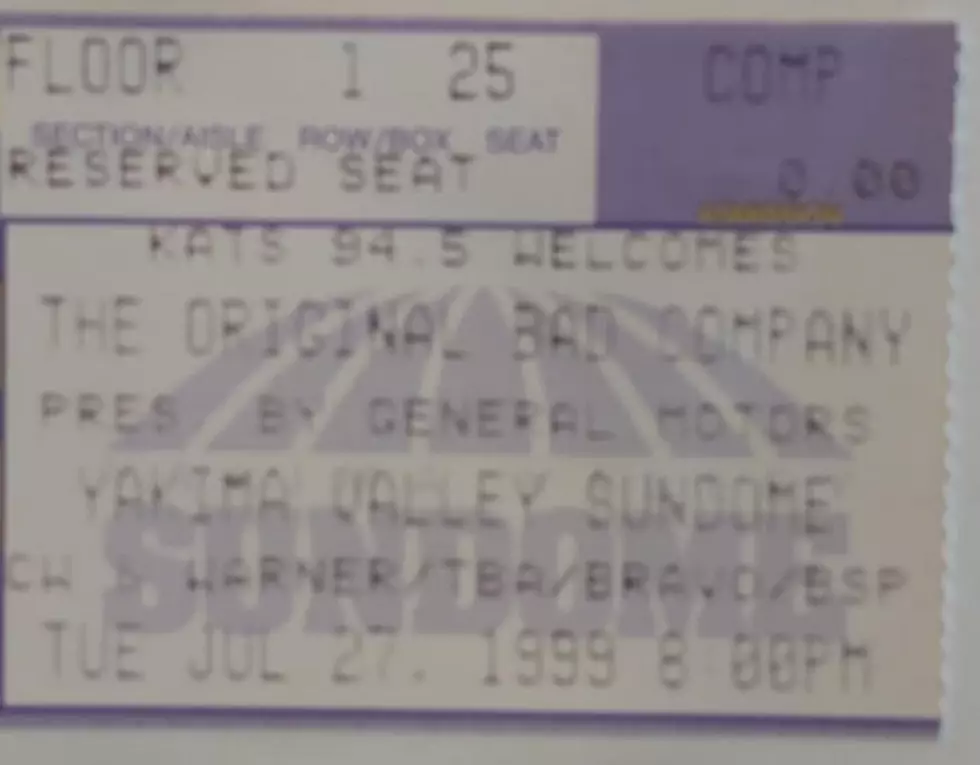 FLOOR 1 25 COMP
SECTION/AISLE ROW/BOX SEAT
RESERVED SEAT 0.00
KATS 94.5 WELCOMES
THE ORIGINAL BAD COMPANY
PRES BY GENERAL MOTORS
YAKIMA VALLEY SUNDOME
SUNDOME
CH & WARNER/TBA/BRAVO/BSP
TUE JUL 27, 1999 8:00PM